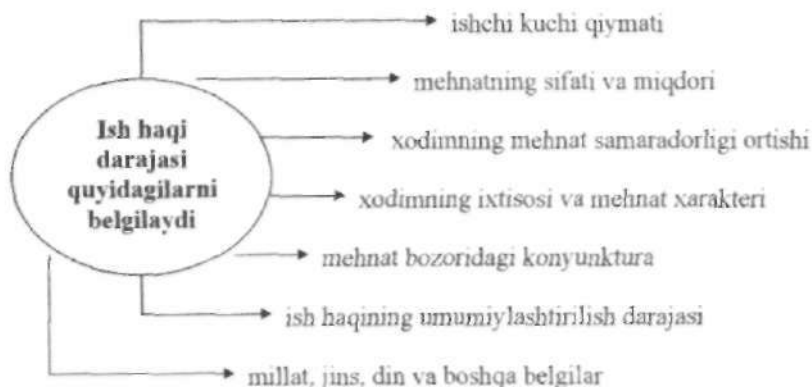 ishchi kuchi qiymati
mehnatning sifati va miqdori
Ish haqi
darajasi
quyidagilarni
belgilaydi
xodimning mehnat samaradorligi ortishi
xodimning ixtisosi va mehnat xarakteri
mehnat bozoridagi konyunktura
ish haqining umumiylashtirilish darajasi
millat, jins, din va boshqa belgilar